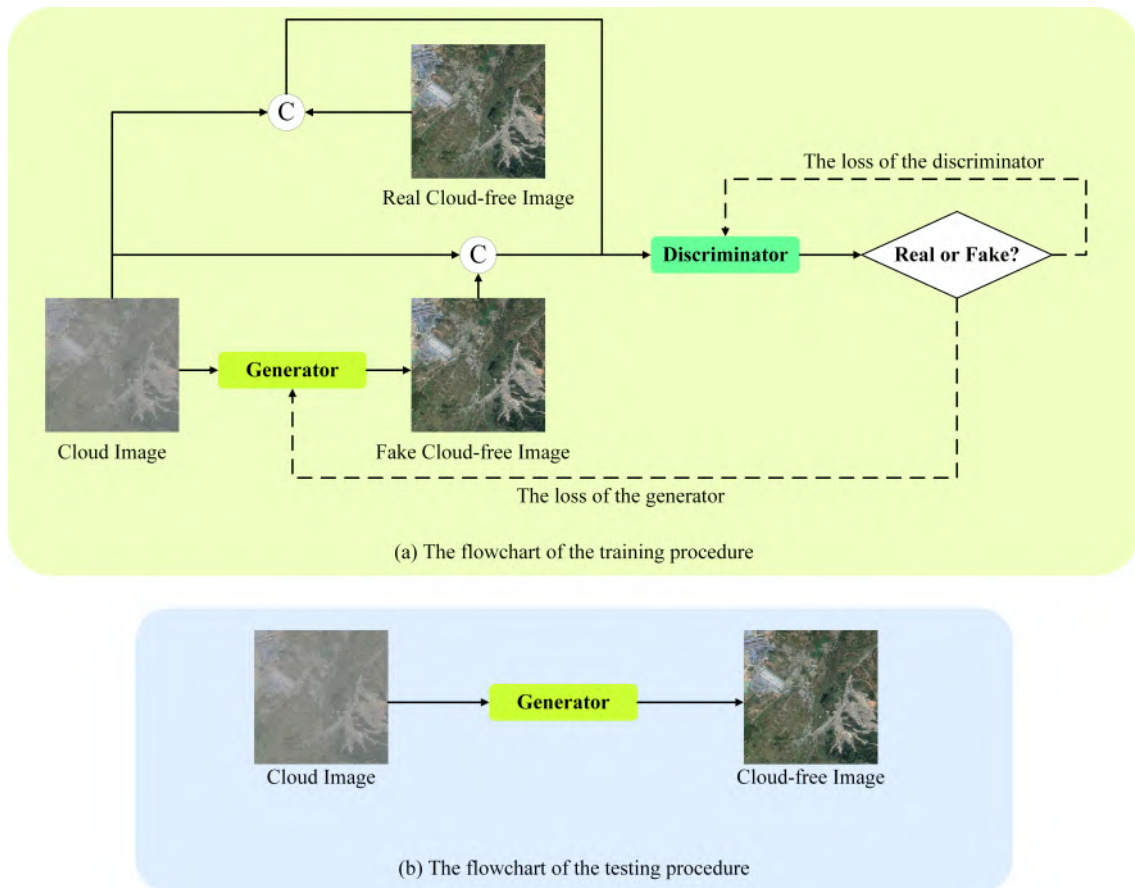 C
Real Cloud-free Image
The loss of the discriminator
C
Discriminator
Real or Fake?
Generator
Cloud Image
Fake Cloud-free Image
The loss of the generator
(a) The flowchart of the training procedure
Generator
Cloud Image
Cloud-free Image
(b) The flowchart of the testing procedure